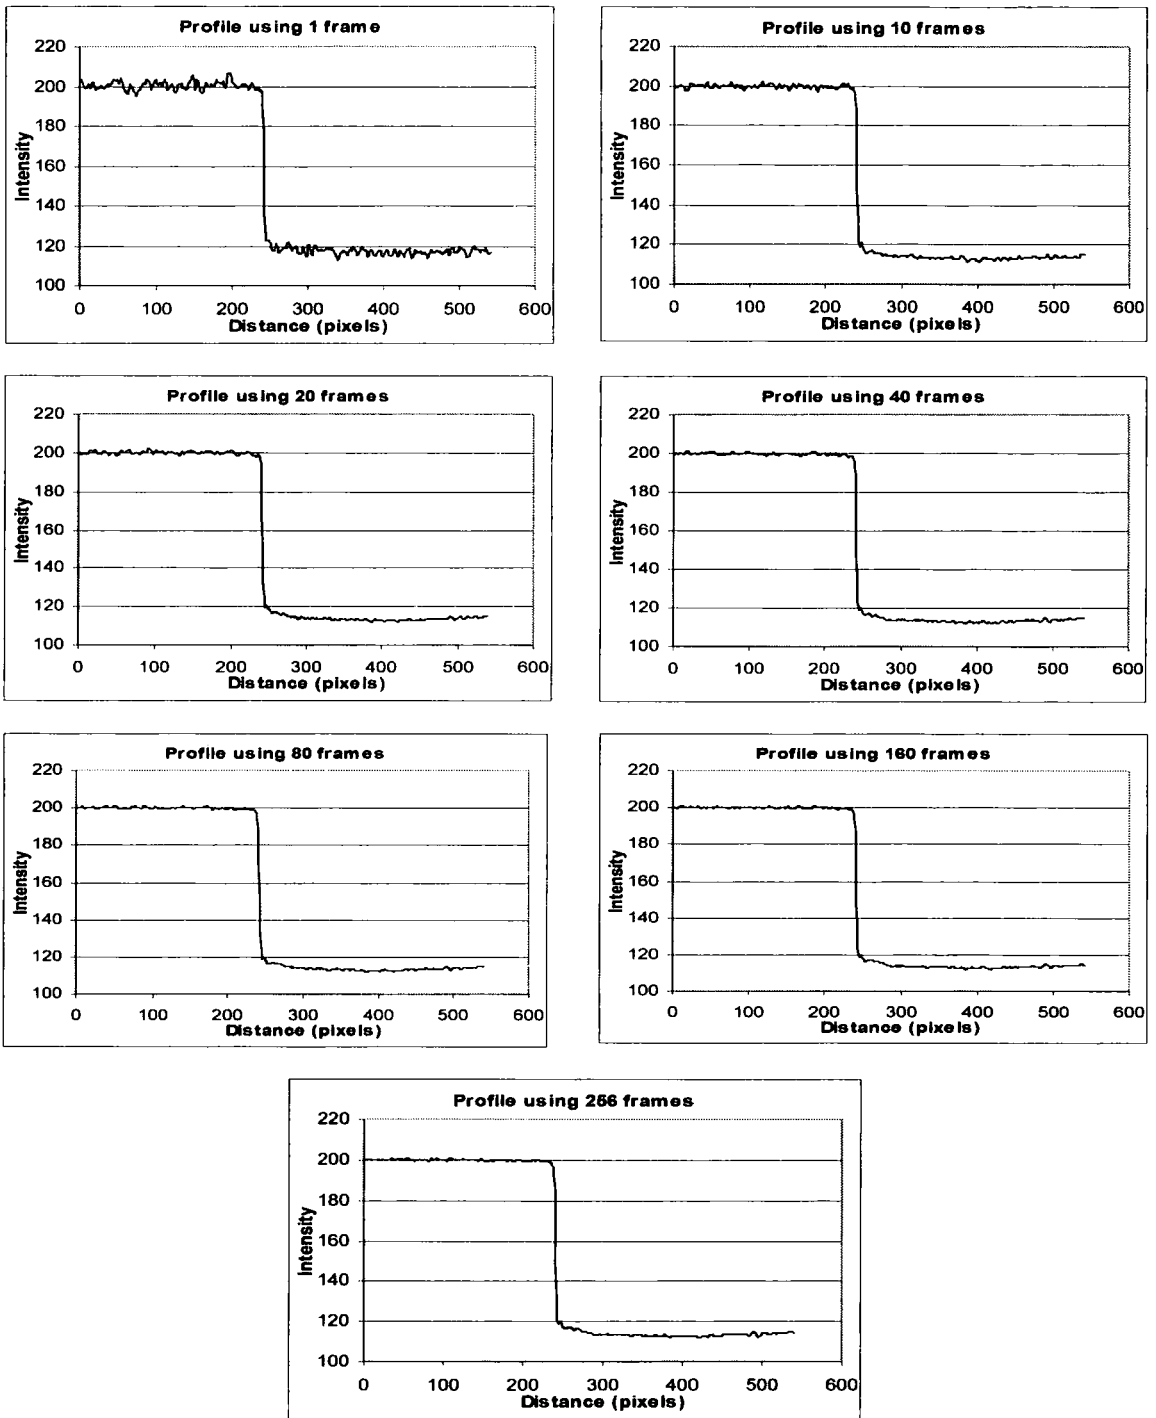 Profile using 1 frame
220
200
180
160
140
120
100
Intensity
0 100 200 300 400 500 600
Distance (pixels)
Profile using 10 frames
220
200
180
160
140
120
100
Intensity
0 100 200 300 400 500 600
Distance (pixels)
Profile using 20 frames
220
200
180
160
140
120
100
Intensity
0 100 200 300 400 500 600
Distance (pixels)
Profile using 40 frames
220
200
180
160
140
120
100
Intensity
0 100 200 300 400 500 600
Distance (pixels)
Profile using 80 frames
220
200
180
160
140
120
100
Intensity
0 100 200 300 400 500 600
Distance (pixels)
Profile using 160 frames
220
200
180
160
140
120
100
Intensity
0 100 200 300 400 500 600
Distance (pixels)
Profile using 256 frames
220
200
180
160
140
120
100
Intensity
0 100 200 300 400 500 600
Distance (pixels)